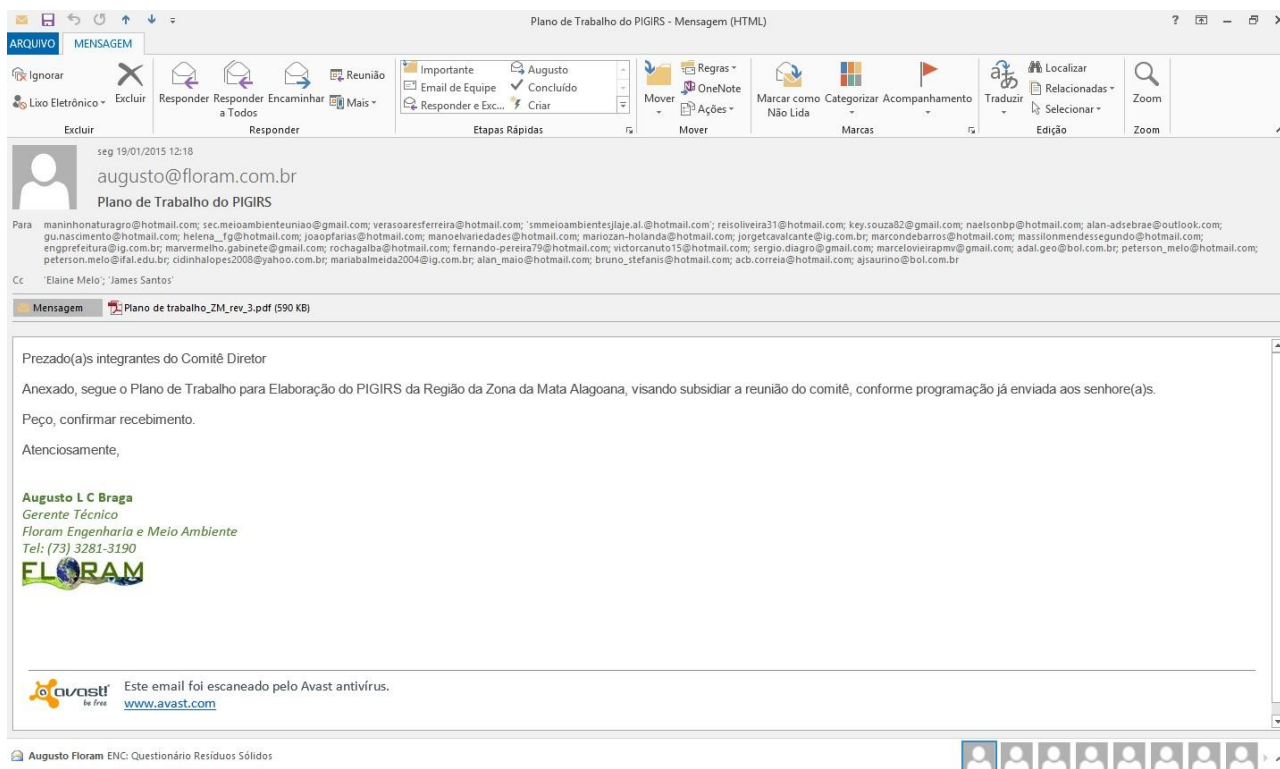 Plano de Trabalho do PIGIRS - Mensagem (HTML)
ARQUIVO MENSAGEM
Ignorar
Lixo Eletrônico
Excluir
Responder
Responder a Todos
Encaminhar
Reunião
Mais
Importante
Email de Equipe
Responder e Exc...
Augusto
Concluído
Criar
Mover
Regras
OneNote
Ações
Marcar como Não Lida
Categorizar
Acompanhamento
Traduzir
Localizar
Relacionadas
Selecionar
Zoom
Excluir Responder Etapas Rápidas Mover Marcas Edição Zoom
seg 19/01/2015 12:18
augusto@floram.com.br
Plano de Trabalho do PIGIRS
Para maninhonaturagro@hotmail.com; sec.meioambienteuniao@gmail.com; verasoaresferreira@hotmail.com; 'smmeioambientesjlaje.al.@hotmail.com'; reisoliveira31@hotmail.com; key.souza82@gmail.com; naelsonbp@hotmail.com; alan-adsebrae@outlook.com;
gu.nascimento@hotmail.com; helena__fg@hotmail.com; joaopfarias@hotmail.com; manoelvariedades@hotmail.com; mariozan-holanda@hotmail.com; jorgetcavalcante@ig.com.br; marcondebarros@hotmail.com; massilonmendessegundo@hotmail.com;
engprefeitura@ig.com.br; marvermelho.gabinete@gmail.com; rochagalba@hotmail.com; fernando-pereira79@hotmail.com; victorcanuto15@hotmail.com; sergio.diagro@gmail.com; marcelovieirapmv@gmail.com; adal.geo@bol.com.br; peterson_melo@hotmail.com;
peterson.melo@ifal.edu.br; cidinhalopes2008@yahoo.com.br; mariabalmeida2004@ig.com.br; alan_maio@hotmail.com; bruno_stefanis@hotmail.com; acb.correia@hotmail.com; ajsaurino@bol.com.br
Cc 'Elaine Melo'; 'James Santos'
Mensagem Plano de trabalho_ZM_rev_3.pdf (590 KB)
Prezado(a)s integrantes do Comitê Diretor
Anexado, segue o Plano de Trabalho para Elaboração do PIGIRS da Região da Zona da Mata Alagoana, visando subsidiar a reunião do comitê, conforme programação já enviada aos senhore(a)s.
Peço, confirmar recebimento.
Atenciosamente,
Augusto L C Braga
Gerente Técnico
Floram Engenharia e Meio Ambiente
Tel: (73) 3281-3190
FLORAM
avast! be free
Este email foi escaneado pelo Avast antivírus.
www.avast.com
Augusto Floram ENC: Questionário Resíduos Sólidos